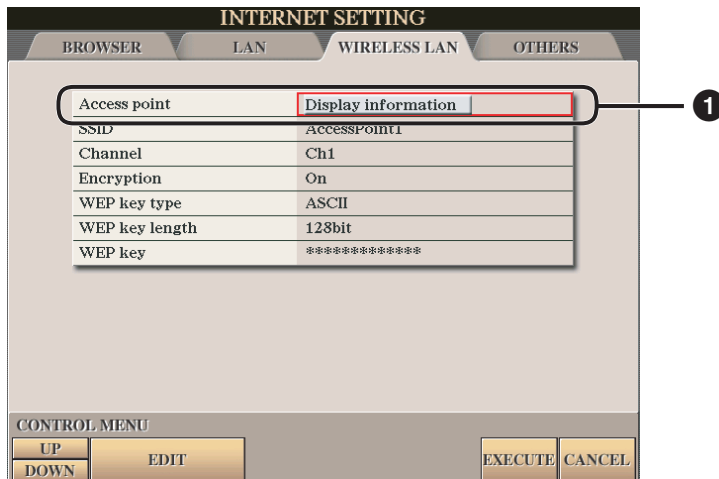 INTERNET SETTING
BROWSER LAN WIRELESS LAN OTHERS
Access point Display information
1
SSID AccessPoint1
Channel Ch1
Encryption On
WEP key type ASCII
WEP key length 128bit
WEP key *************
CONTROL MENU
UP
DOWN
EDIT
EXECUTE CANCEL